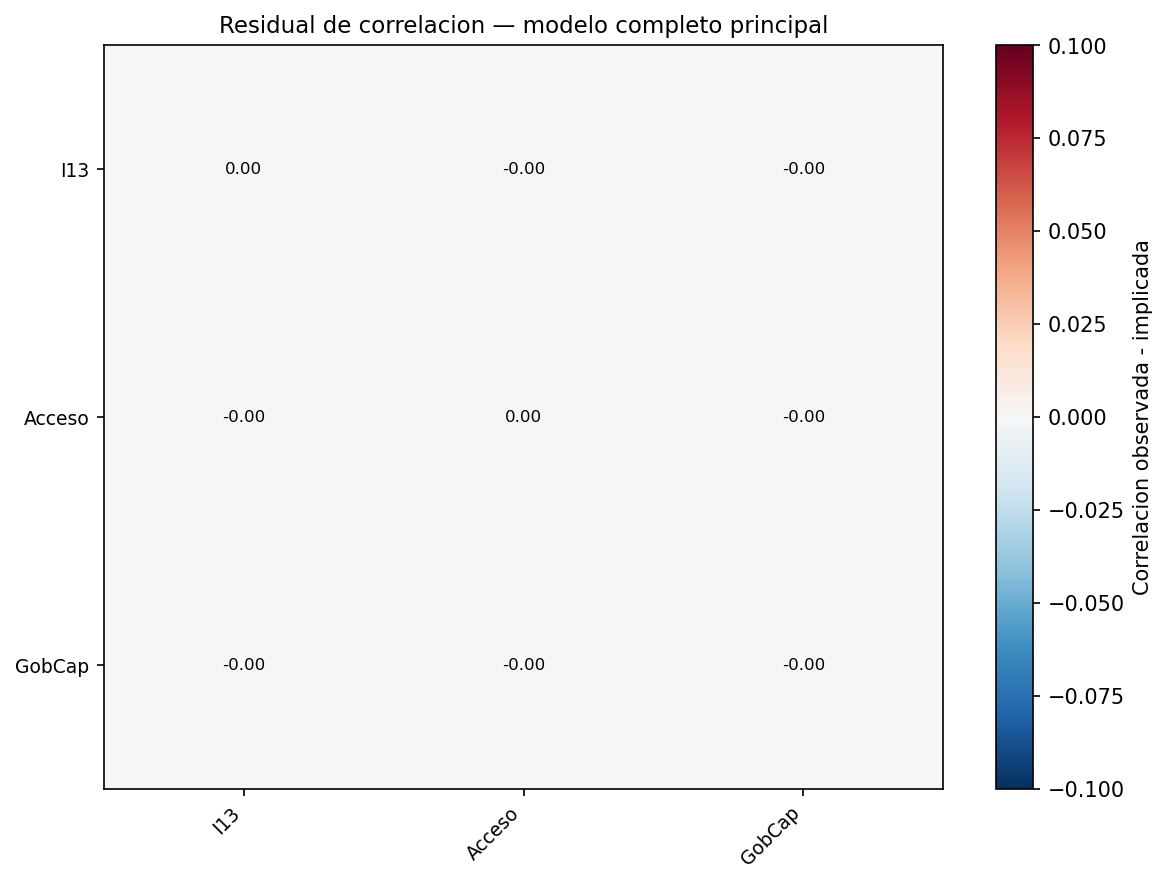 Residual de correlacion — modelo completo principal
I13
0.00
-0.00
-0.00
Acceso
-0.00
0.00
-0.00
GobCap
-0.00
-0.00
-0.00
I13
Acceso
GobCap
0.100
0.075
0.050
0.025
0.000
−0.025
−0.050
−0.075
−0.100
Correlacion observada - implicada